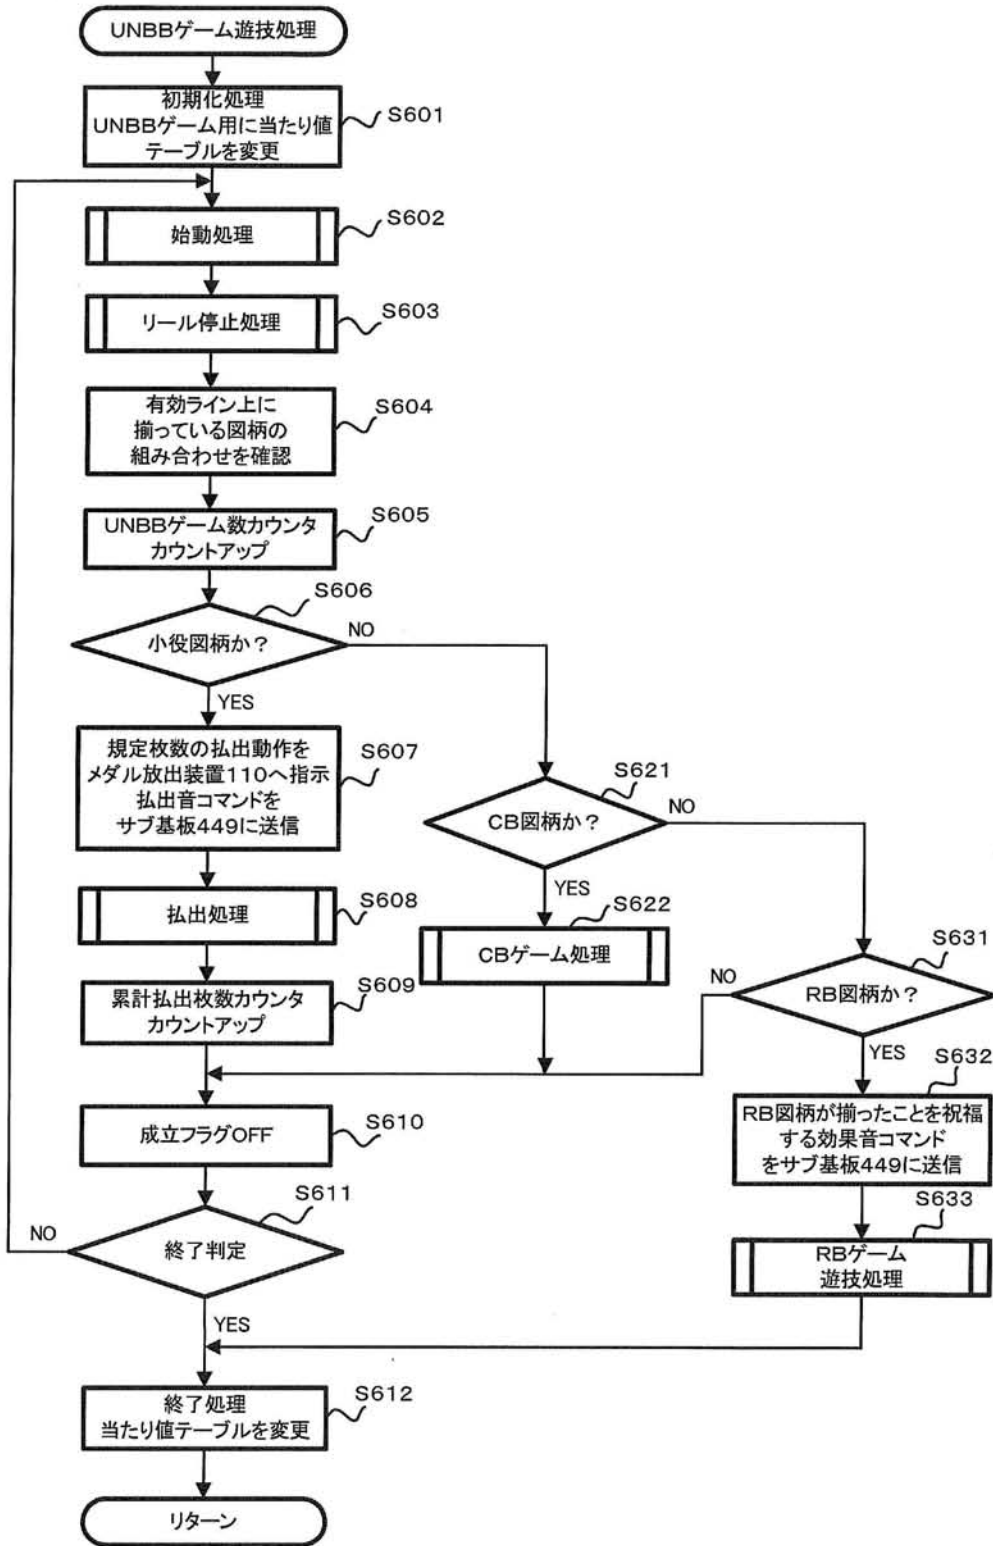 UNBBゲーム遊技処理
初期化処理
UNBBゲーム用に当たり値
テーブルを変更
S601
始動処理
S602
リール停止処理
S603
有効ライン上に
揃っている図柄の
組み合わせを確認
S604
UNBBゲーム数カウンタ
カウントアップ
S605
小役図柄か？
S606
NO
YES
規定枚数の払出動作を
メダル放出装置110へ指示
払出音コマンドを
サブ基板449に送信
S607
CB図柄か？
S621
NO
YES
払出処理
S608
CBゲーム処理
S622
累計払出枚数カウンタ
カウントアップ
S609
RB図柄か？
S631
NO
YES
成立フラグOFF
S610
RB図柄が揃ったことを祝福
する効果音コマンド
をサブ基板449に送信
S632
終了判定
S611
NO
YES
RBゲーム
遊技処理
S633
終了処理
当たり値テーブルを変更
S612
リターン